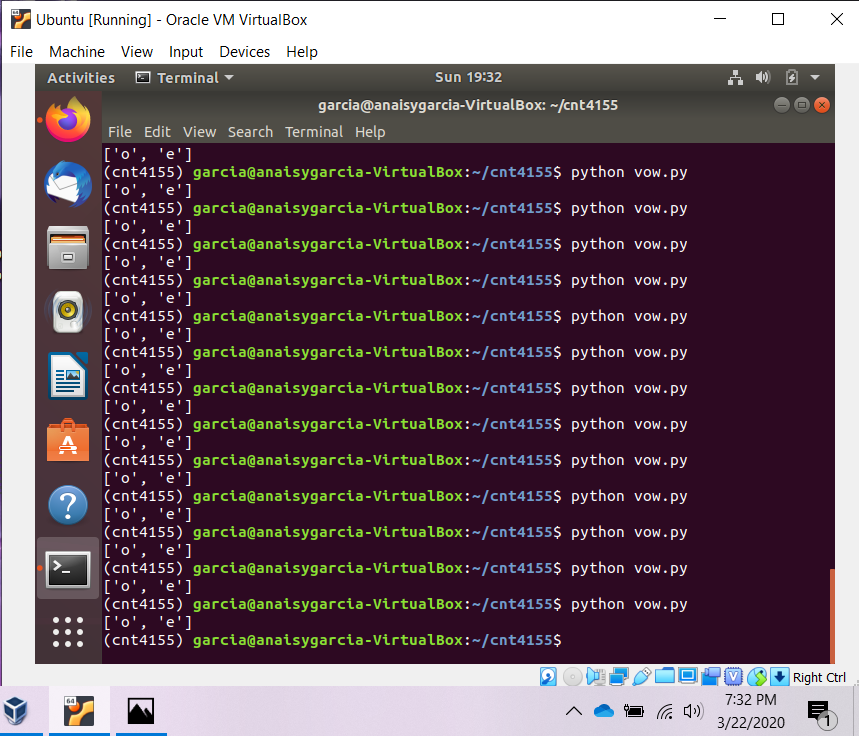 Ubuntu [Running] - Oracle VM VirtualBox
File Machine View Input Devices Help
Activities Terminal Sun 19:32
garcia@anaisygarcia-VirtualBox: ~/cnt4155
File Edit View Search Terminal Help
['o', 'e']
(cnt4155) garcia@anaisygarcia-VirtualBox:~/cnt4155$ python vow.py
['o', 'e']
(cnt4155) garcia@anaisygarcia-VirtualBox:~/cnt4155$ python vow.py
['o', 'e']
(cnt4155) garcia@anaisygarcia-VirtualBox:~/cnt4155$ python vow.py
['o', 'e']
(cnt4155) garcia@anaisygarcia-VirtualBox:~/cnt4155$ python vow.py
['o', 'e']
(cnt4155) garcia@anaisygarcia-VirtualBox:~/cnt4155$ python vow.py
['o', 'e']
(cnt4155) garcia@anaisygarcia-VirtualBox:~/cnt4155$ python vow.py
['o', 'e']
(cnt4155) garcia@anaisygarcia-VirtualBox:~/cnt4155$ python vow.py
['o', 'e']
(cnt4155) garcia@anaisygarcia-VirtualBox:~/cnt4155$ python vow.py
['o', 'e']
(cnt4155) garcia@anaisygarcia-VirtualBox:~/cnt4155$ python vow.py
['o', 'e']
(cnt4155) garcia@anaisygarcia-VirtualBox:~/cnt4155$ python vow.py
['o', 'e']
(cnt4155) garcia@anaisygarcia-VirtualBox:~/cnt4155$ python vow.py
['o', 'e']
(cnt4155) garcia@anaisygarcia-VirtualBox:~/cnt4155$ python vow.py
['o', 'e']
(cnt4155) garcia@anaisygarcia-VirtualBox:~/cnt4155$ python vow.py
['o', 'e']
(cnt4155) garcia@anaisygarcia-VirtualBox:~/cnt4155$
Right Ctrl
64
7:32 PM
3/22/2020
1